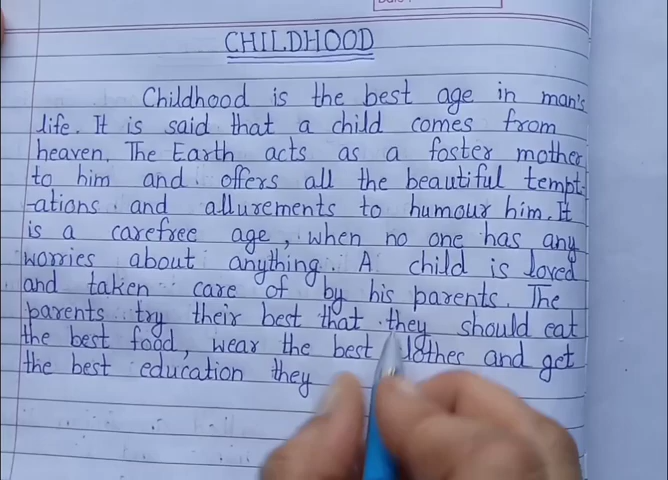 CHILDHOOD
Childhood is the best age in man's
life. It is said that a child comes from
heaven. The Earth acts as a foster mother
to him and offers all the beautiful tempt-
-ations and allurements to humour him. It
is a carefree age, when no one has any
worries about anything. A child is loved
and taken care of by his parents. The
parents try their best that they should eat
the best food, wear the best and get
the best education they